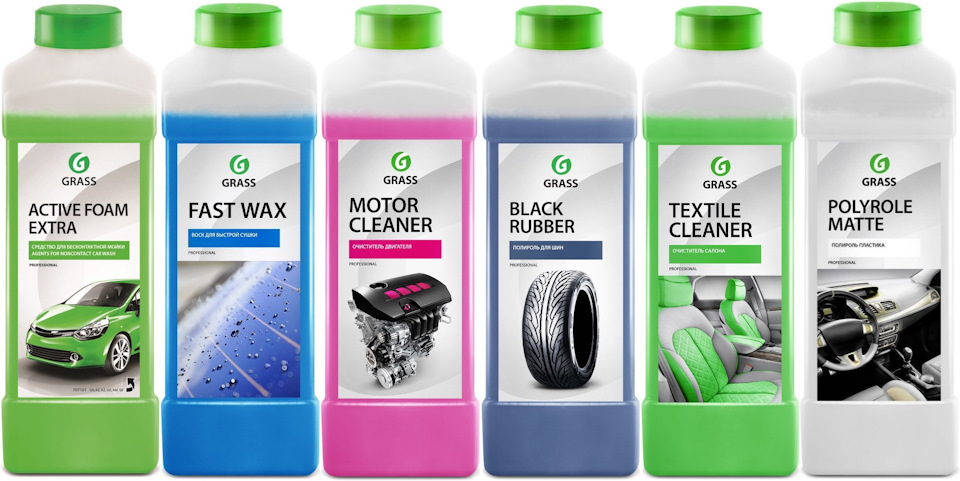 GRASS
ACTIVE FOAM
EXTRA
СРЕДСТВО ДЛЯ БЕСКОНТАКТНОЙ МОЙКИ
AGENTS FOR NONCONTACT CAR WASH
PROFESSIONAL
GRASS
FAST WAX
ВОСК ДЛЯ БЫСТРОЙ СУШКИ
PROFESSIONAL
GRASS
MOTOR
CLEANER
ОЧИСТИТЕЛЬ ДВИГАТЕЛЯ
PROFESSIONAL
GRASS
BLACK
RUBBER
ПОЛИРОЛЬ ДЛЯ ШИН
PROFESSIONAL
GRASS
TEXTILE
CLEANER
ОЧИСТИТЕЛЬ САЛОНА
PROFESSIONAL
GRASS
POLYROLE
MATTE
ПОЛИРОЛЬ ПЛАСТИКА
PROFESSIONAL